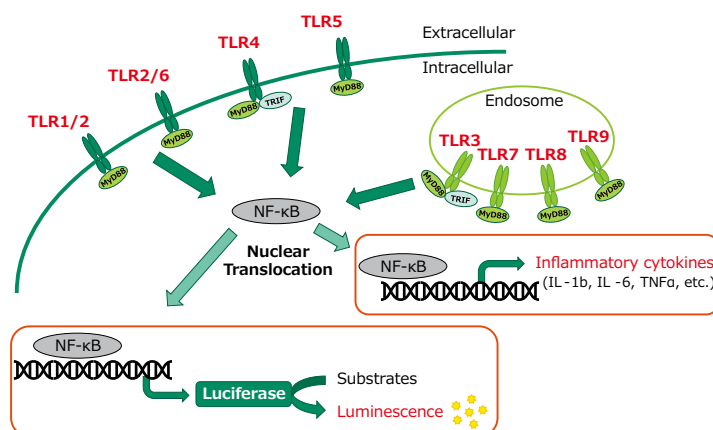 TLR5
Extracellular
TLR4
Intracellular
TLR2/6
MyD88
TRIF
MyD88
Endosome
TLR1/2
MyD88
TLR3
TLR9
TLR7
TLR8
MyD88
MyD88
MyD88
TRIF
MyD88
MyD88
NF-κB
Nuclear
Translocation
NF-κB
Inflammatory cytokines
(IL -1b, IL -6, TNFα, etc.)
NF-κB
Luciferase
Substrates
Luminescence